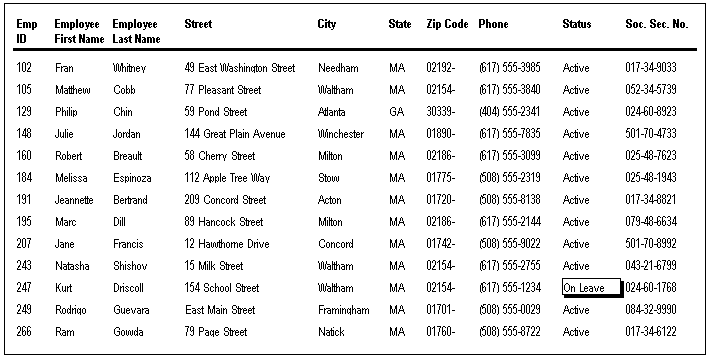 Emp ID Employee First Name Employee Last Name Street City State Zip Code Phone Status Soc. Sec. No.
102 Fran Whitney 49 East Washington Street Needham MA 02192- (617) 555-3985 Active 017-34-9033
105 Matthew Cobb 77 Pleasant Street Waltham MA 02154- (617) 555-3840 Active 052-34-5739
129 Philip Chin 59 Pond Street Atlanta GA 30339- (404) 555-2341 Active 024-60-8923
148 Julie Jordan 144 Great Plain Avenue Winchester MA 01890- (617) 555-7835 Active 501-70-4733
160 Robert Breault 58 Cherry Street Milton MA 02186- (617) 555-3099 Active 025-48-7623
184 Melissa Espinoza 112 Apple Tree Way Stow MA 01775- (508) 555-2319 Active 025-48-1943
191 Jeannette Bertrand 209 Concord Street Acton MA 01720- (508) 555-8138 Active 017-34-8821
195 Marc Dill 89 Hancock Street Milton MA 02186- (617) 555-2144 Active 079-48-6634
207 Jane Francis 12 Hawthorne Drive Concord MA 01742- (508) 555-9022 Active 501-70-8992
243 Natasha Shishov 15 Milk Street Waltham MA 02154- (617) 555-2755 Active 043-21-6799
247 Kurt Driscoll 154 School Street Waltham MA 02154- (617) 555-1234 On Leave 024-60-1768
249 Rodrigo Guevara East Main Street Framingham MA 01701- (508) 555-0029 Active 084-32-9990
266 Ram Gowda 79 Page Street Natick MA 01760- (508) 555-8722 Active 017-34-6122